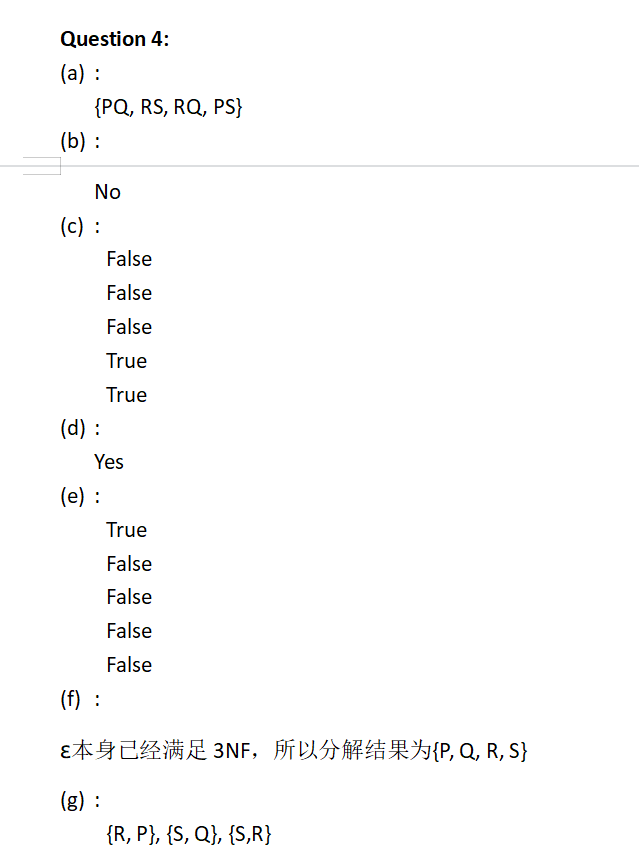 Question 4:
(a) :
{PQ, RS, RQ, PS}
(b) :
No
(c) :
False
False
False
True
True
(d) :
Yes
(e) :
True
False
False
False
False
(f) :
ε本身已经满足 3NF，所以分解结果为{P, Q, R, S}
(g) :
{R, P}, {S, Q}, {S,R}